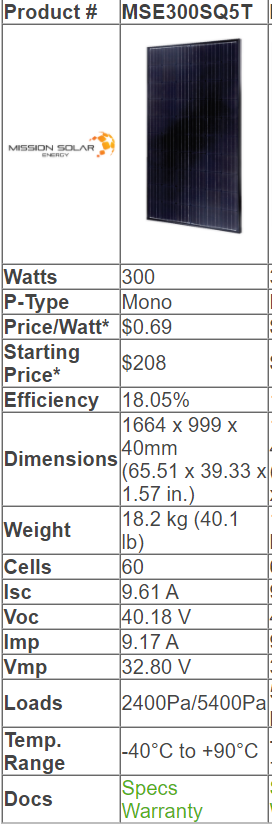 Product # MSE300SQ5T
MISSION SOLAR
ENERGY
Watts 300
P-Type Mono
Price/Watt* $0.69
Starting
Price* $208
Efficiency 18.05%
Dimensions 1664 x 999 x
40mm
(65.51 x 39.33 x
1.57 in.)
Weight 18.2 kg (40.1
lb)
Cells 60
Isc 9.61 A
Voc 40.18 V
Imp 9.17 A
Vmp 32.80 V
Loads 2400Pa/5400Pa
Temp.
Range -40°C to +90°C
Docs Specs
Warranty